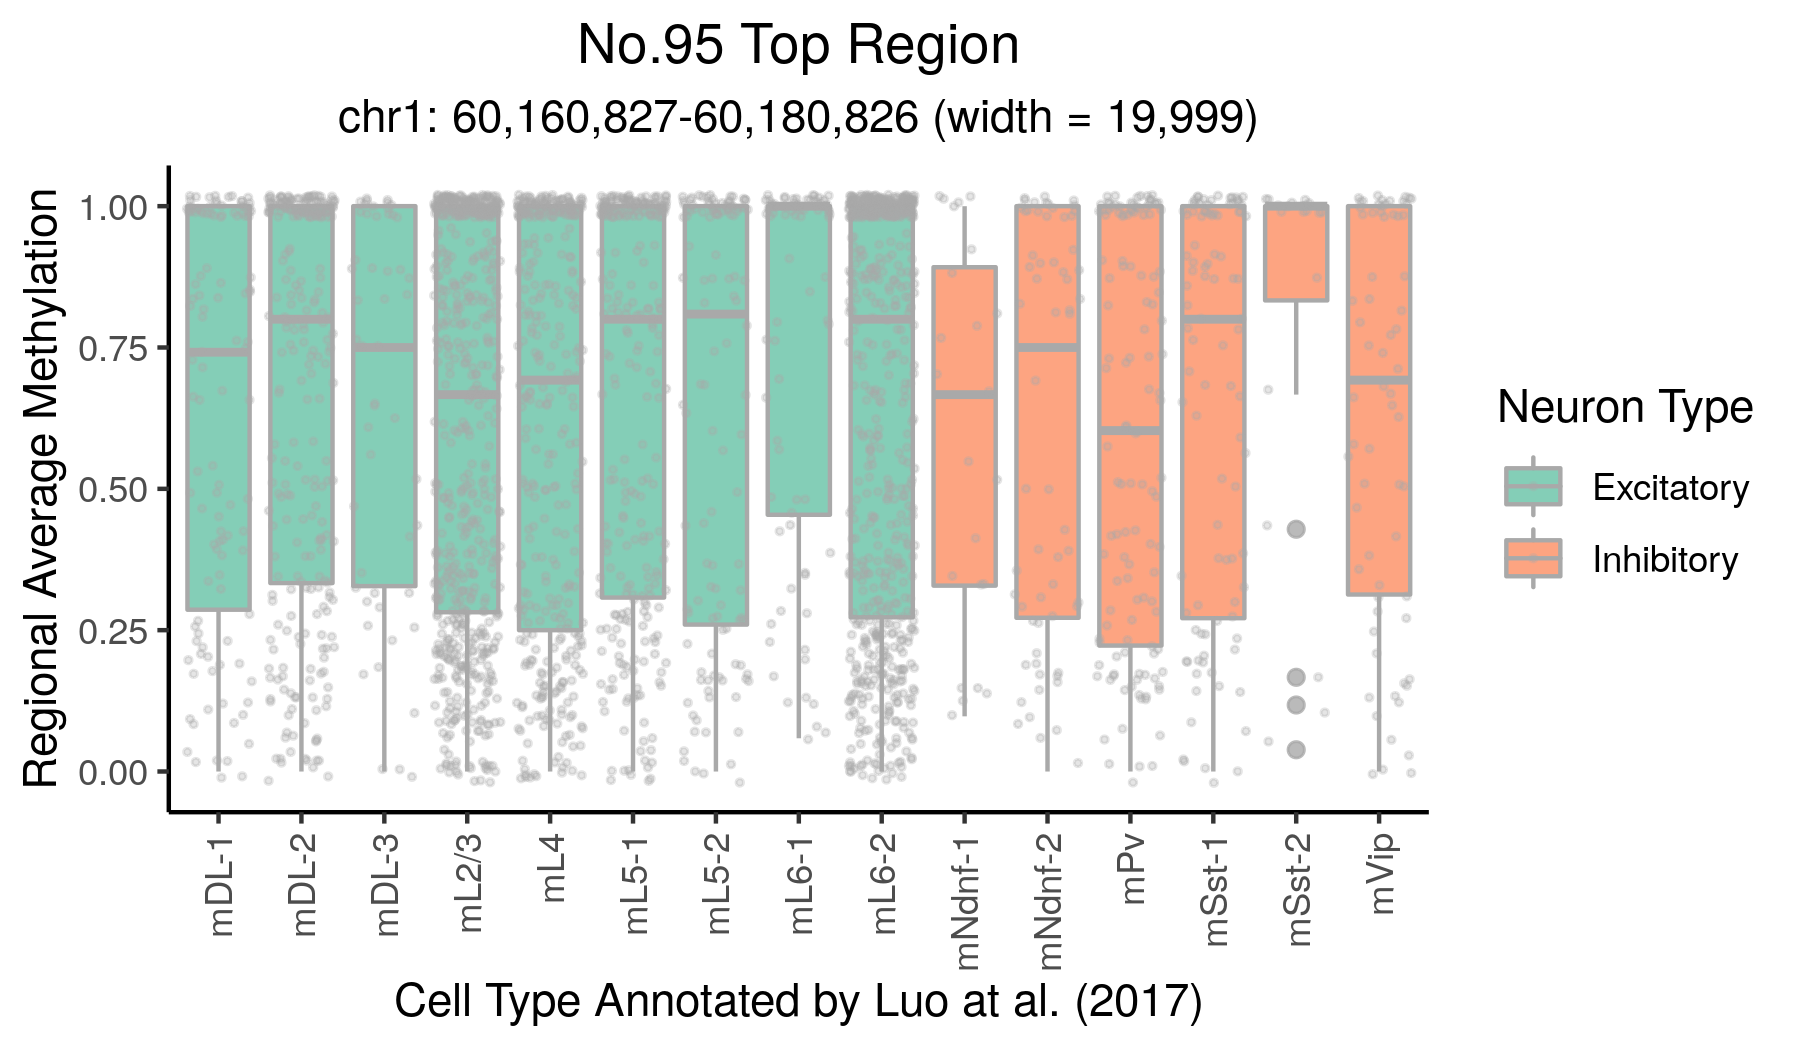 No.95 Top Region
chr1: 60,160,827-60,180,826 (width = 19,999)
Regional Average Methylation
1.00
0.75
0.50
0.25
0.00
mDL-1
mDL-2
mDL-3
mL2/3
mL4
mL5-1
mL5-2
mL6-1
mL6-2
mNdnf-1
mNdnf-2
mPv
mSst-1
mSst-2
mVip
Cell Type Annotated by Luo at al. (2017)
Neuron Type
Excitatory
Inhibitory